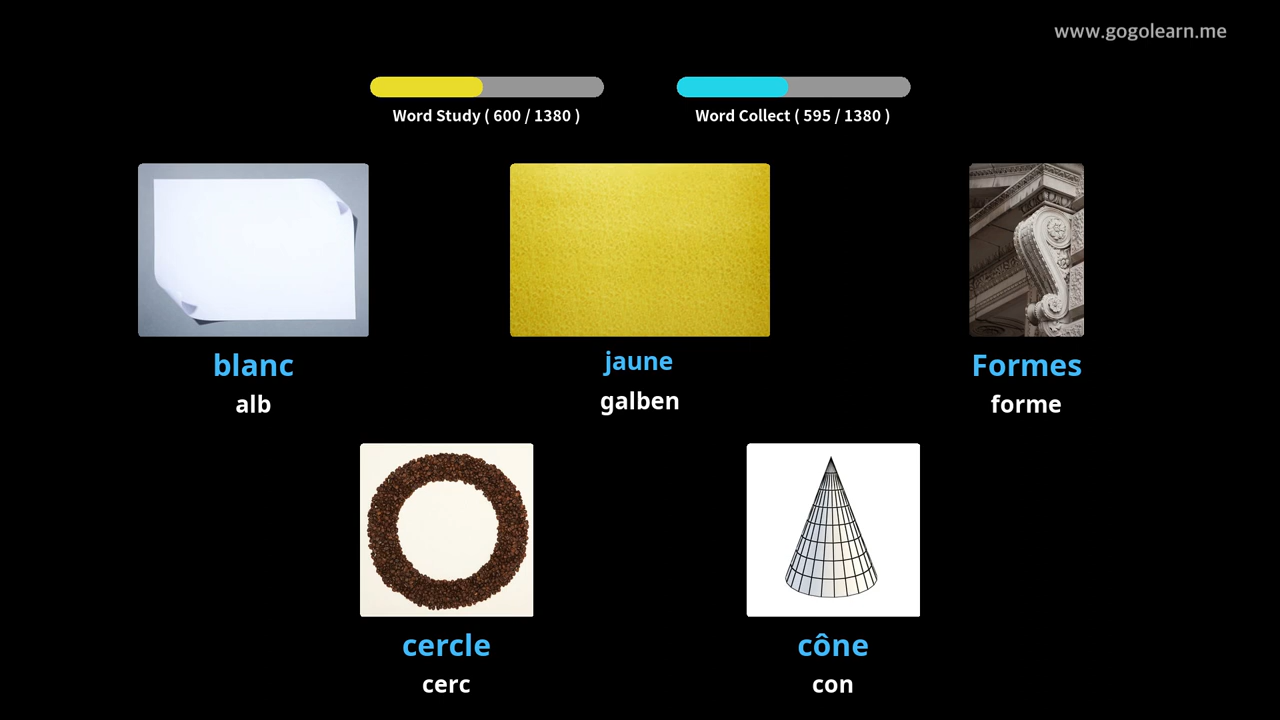 www.gogolearn.me
Word Study ( 600 / 1380 )
Word Collect ( 595 / 1380 )
blanc
alb
jaune
galben
Formes
forme
cercle
cerc
cône
con